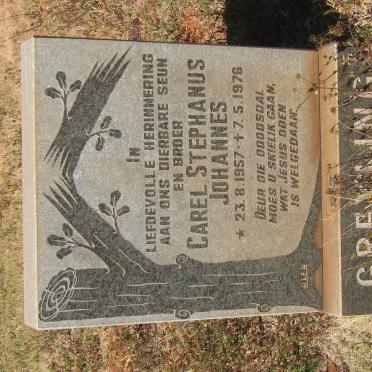 IN
LIEFDEVOLLE HERINNERING
AAN ONS DIERBARE SEUN
EN BROER
CAREL STEPHANUS
JOHANNES
★ 23.8.1957 ✝ 7.5.1976
DEUR DIE DOODSDAL
MOES U SKIELIK GAAN,
WAT JESUS DOEN
IS WELGEDAAN.